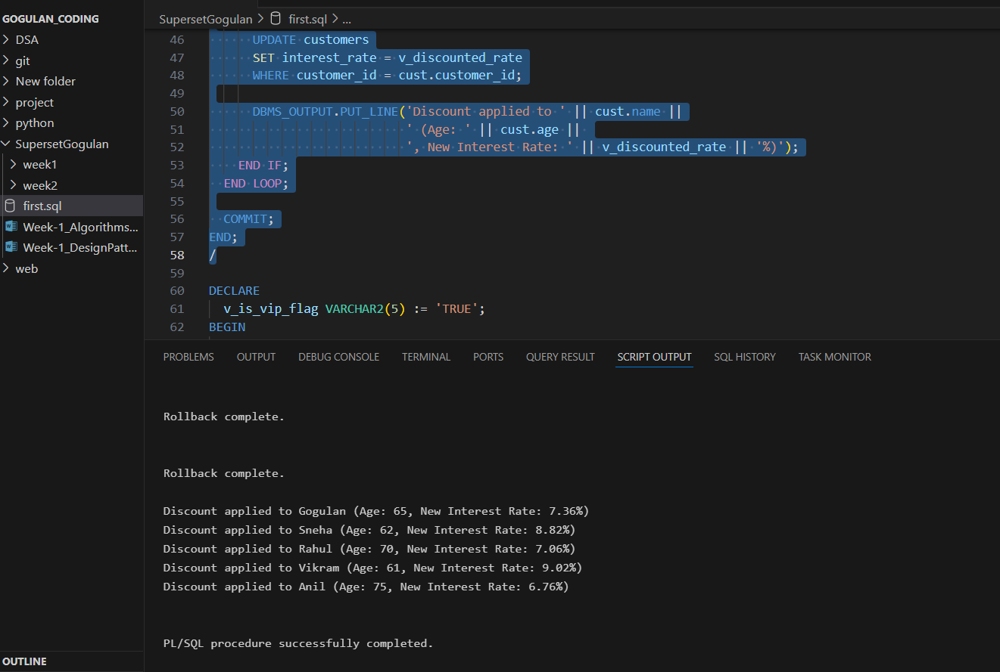 GOGULAN_CODING
DSA
git
New folder
project
python
SupersetGogulan
week1
week2
first.sql
Week-1_Algorithms...
Week-1_DesignPatt...
web
OUTLINE
SupersetGogulan > first.sql > ...
46 UPDATE customers
47 SET interest_rate = v_discounted_rate
48 WHERE customer_id = cust.customer_id;
49
50 DBMS_OUTPUT.PUT_LINE('Discount applied to ' || cust.name ||
51 ' (Age: ' || cust.age ||
52 ', New Interest Rate: ' || v_discounted_rate || '%)');
53 END IF;
54 END LOOP;
55
56 COMMIT;
57 END;
58 /
59
60 DECLARE
61 v_is_vip_flag VARCHAR2(5) := 'TRUE';
62 BEGIN
PROBLEMS OUTPUT DEBUG CONSOLE TERMINAL PORTS QUERY RESULT SCRIPT OUTPUT SQL HISTORY TASK MONITOR
Rollback complete.
Rollback complete.
Discount applied to Gogulan (Age: 65, New Interest Rate: 7.36%)
Discount applied to Sneha (Age: 62, New Interest Rate: 8.82%)
Discount applied to Rahul (Age: 70, New Interest Rate: 7.06%)
Discount applied to Vikram (Age: 61, New Interest Rate: 9.02%)
Discount applied to Anil (Age: 75, New Interest Rate: 6.76%)
PL/SQL procedure successfully completed.